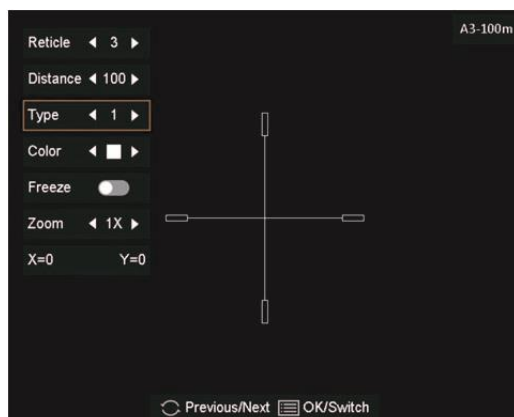 A3-100m
Reticle 3
Distance 100
Type 1
Color
Freeze
Zoom 1X
X=0 Y=0
Previous/Next OK/Switch